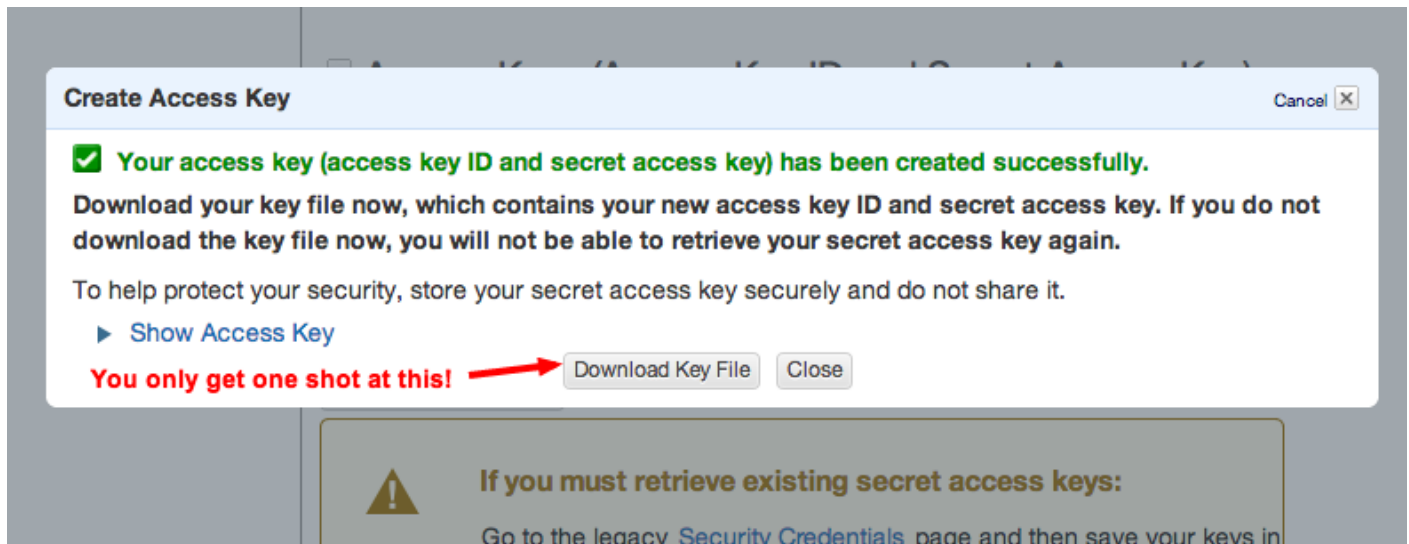 Create Access Key
Cancel
Your access key (access key ID and secret access key) has been created successfully.
Download your key file now, which contains your new access key ID and secret access key. If you do not
download the key file now, you will not be able to retrieve your secret access key again.
To help protect your security, store your secret access key securely and do not share it.
Show Access Key
You only get one shot at this!
Download Key File
Close
If you must retrieve existing secret access keys:
Go to the legacy Security Credentials page and then save your keys in